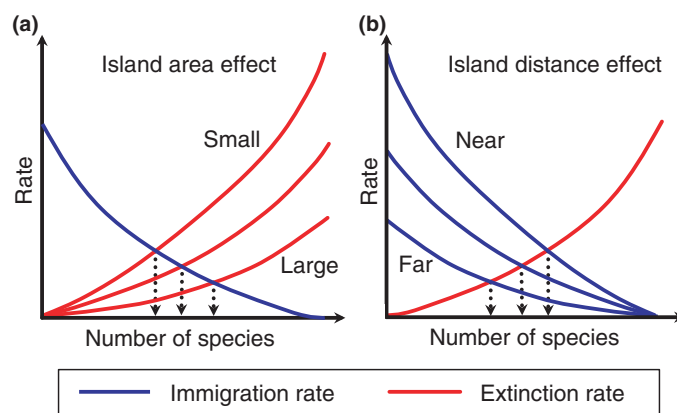 (a)
Island area effect
Small
Large
Rate
Number of species
(b)
Island distance effect
Near
Far
Rate
Number of species
Immigration rate
Extinction rate